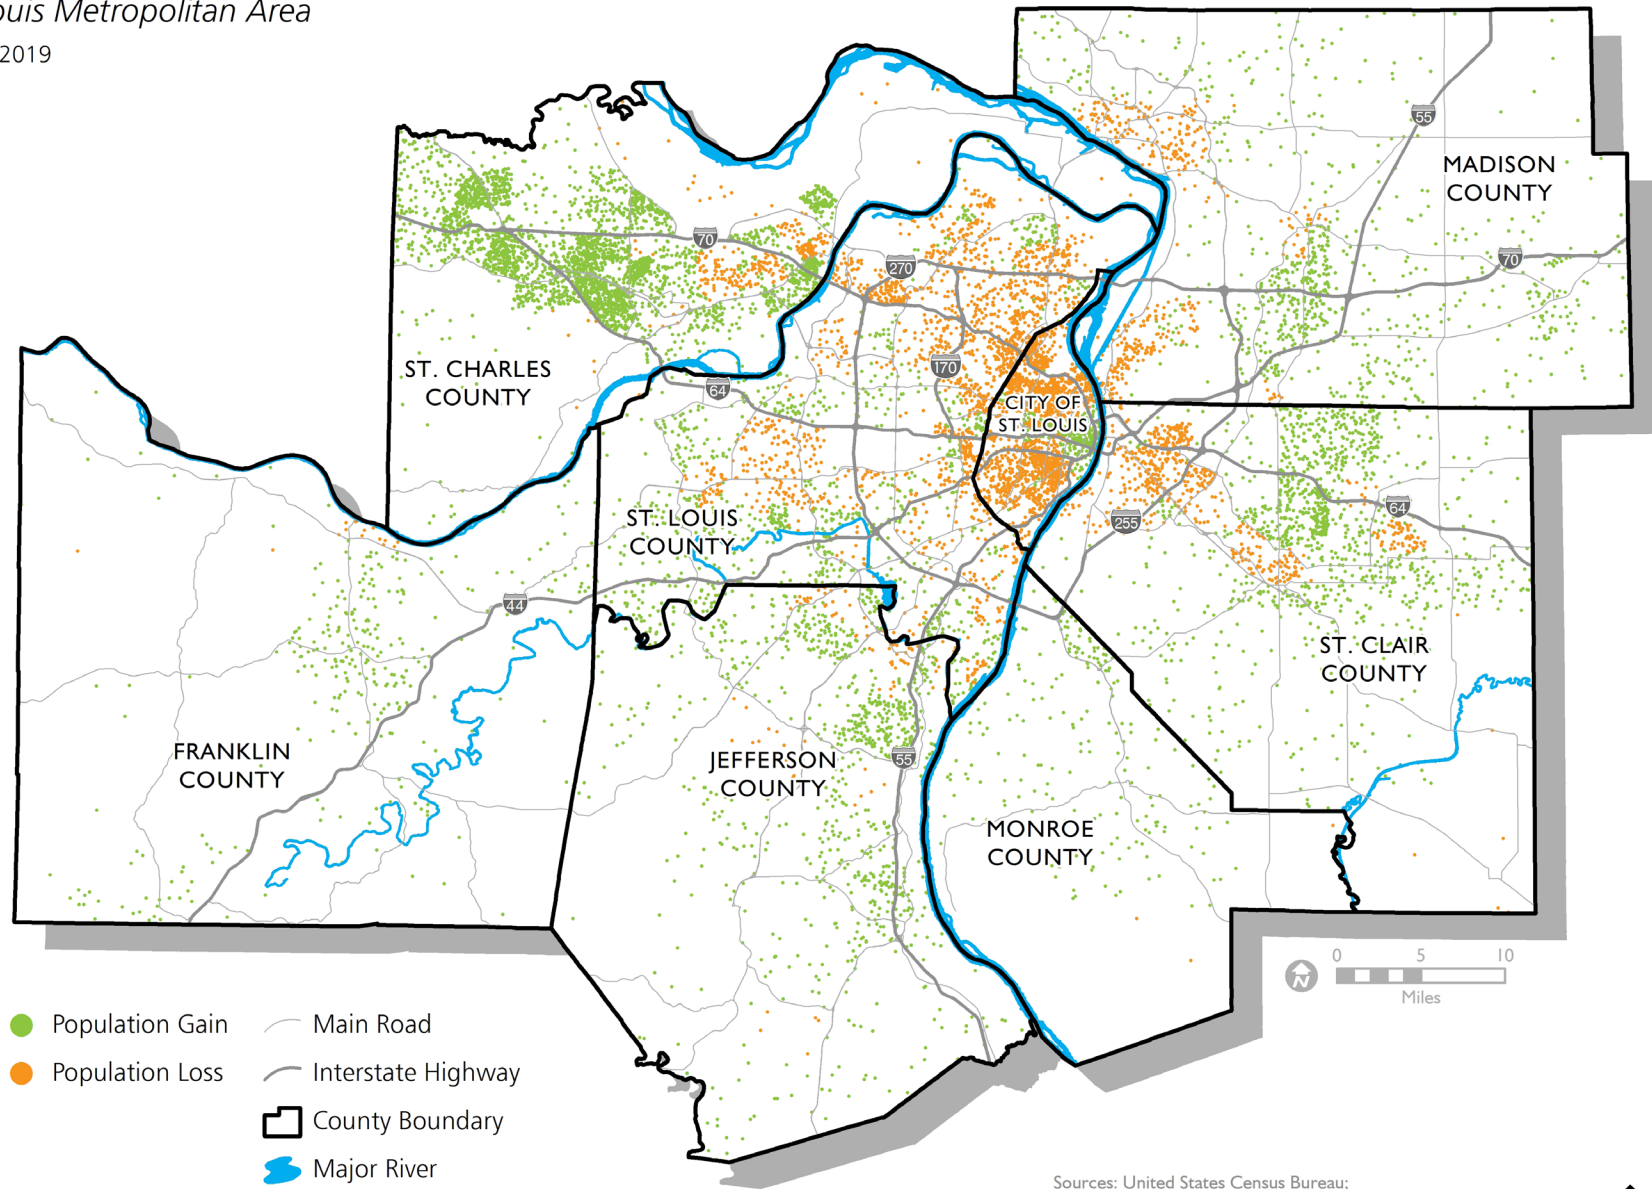 ouis Metropolitan Area
2019
55
MADISON
COUNTY
70
270
70
170
ST. CHARLES
COUNTY
64
CITY OF
ST. LOUIS
ST. LOUIS
COUNTY
255
64
44
ST. CLAIR
COUNTY
FRANKLIN
COUNTY
JEFFERSON
COUNTY
55
MONROE
COUNTY
N
0 5 10
Miles
Population Gain
Main Road
Population Loss
Interstate Highway
County Boundary
Major River
Sources: United States Census Bureau;